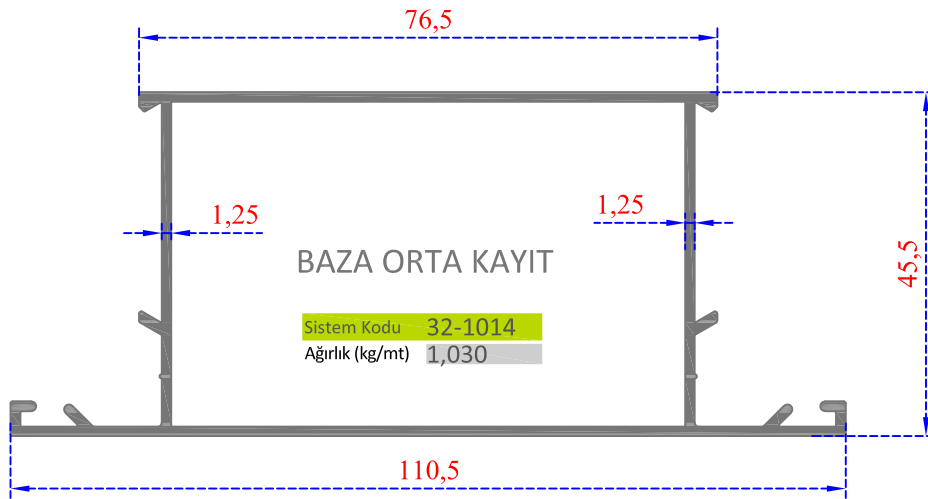 76,5
1,25
1,25
45,5
BAZA ORTA KAYIT
Sistem Kodu 32-1014
Ağırlık (kg/mt) 1,030
110,5